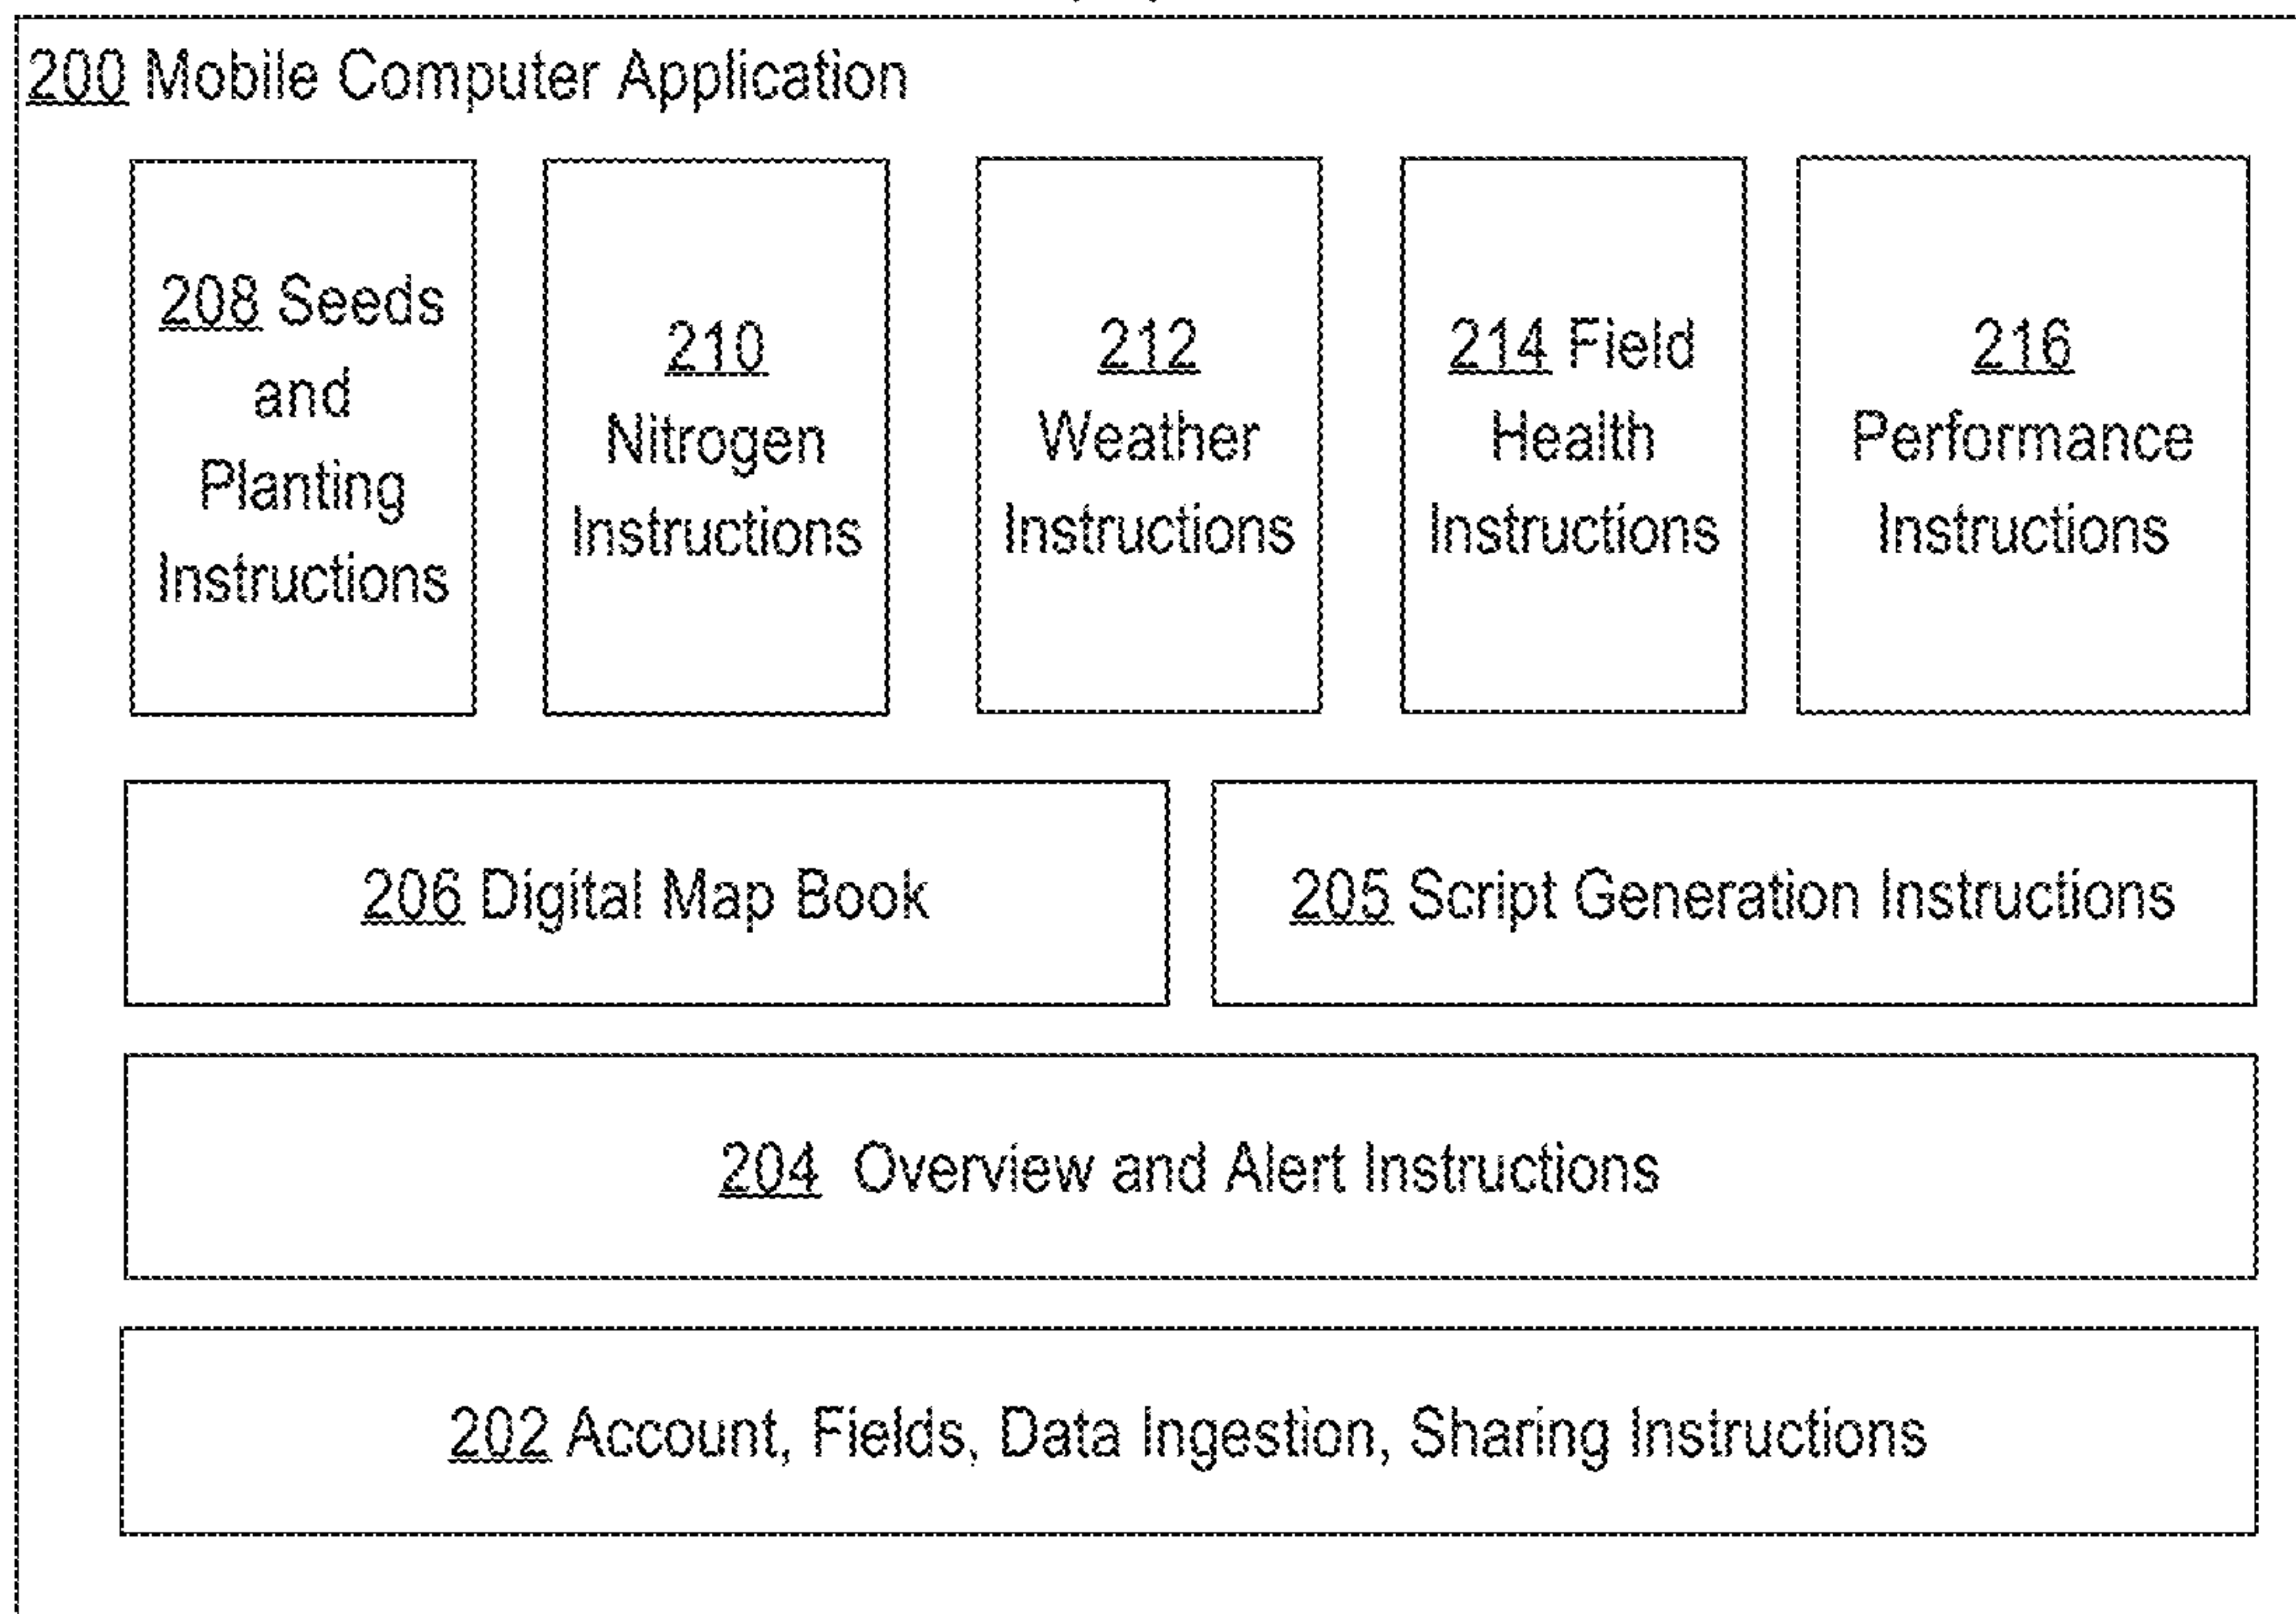 200 Mobile Computer Application
208 Seeds
and
Planting
Instructions
210
Nitrogen
Instructions
212
Weather
Instructions
214 Field
Health
Instructions
216
Performance
Instructions
206 Digital Map Book
205 Script Generation Instructions
204 Overview and Alert Instructions
202 Account, Fields, Data Ingestion, Sharing Instructions